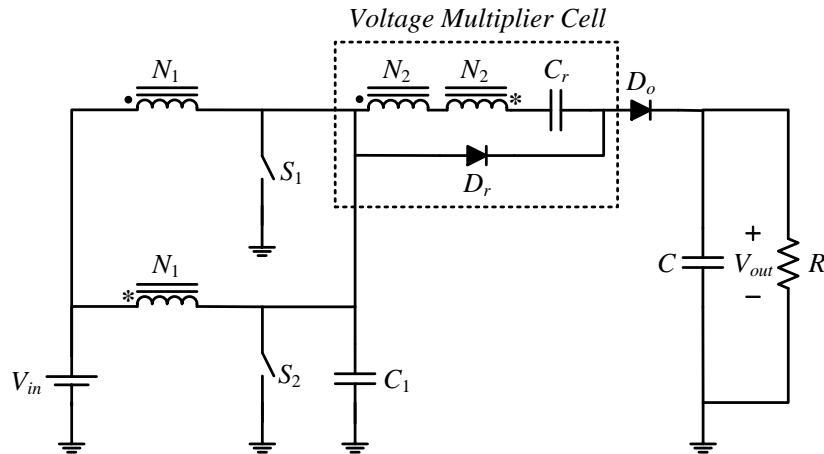 Voltage Multiplier Cell
N₁
N₂
N₂
Cᵣ
Dₒ
•
•
*
S₁
Dᵣ
N₁
*
+
C
Vₒᵤₜ
R
−
Vᵢₙ
S₂
C₁